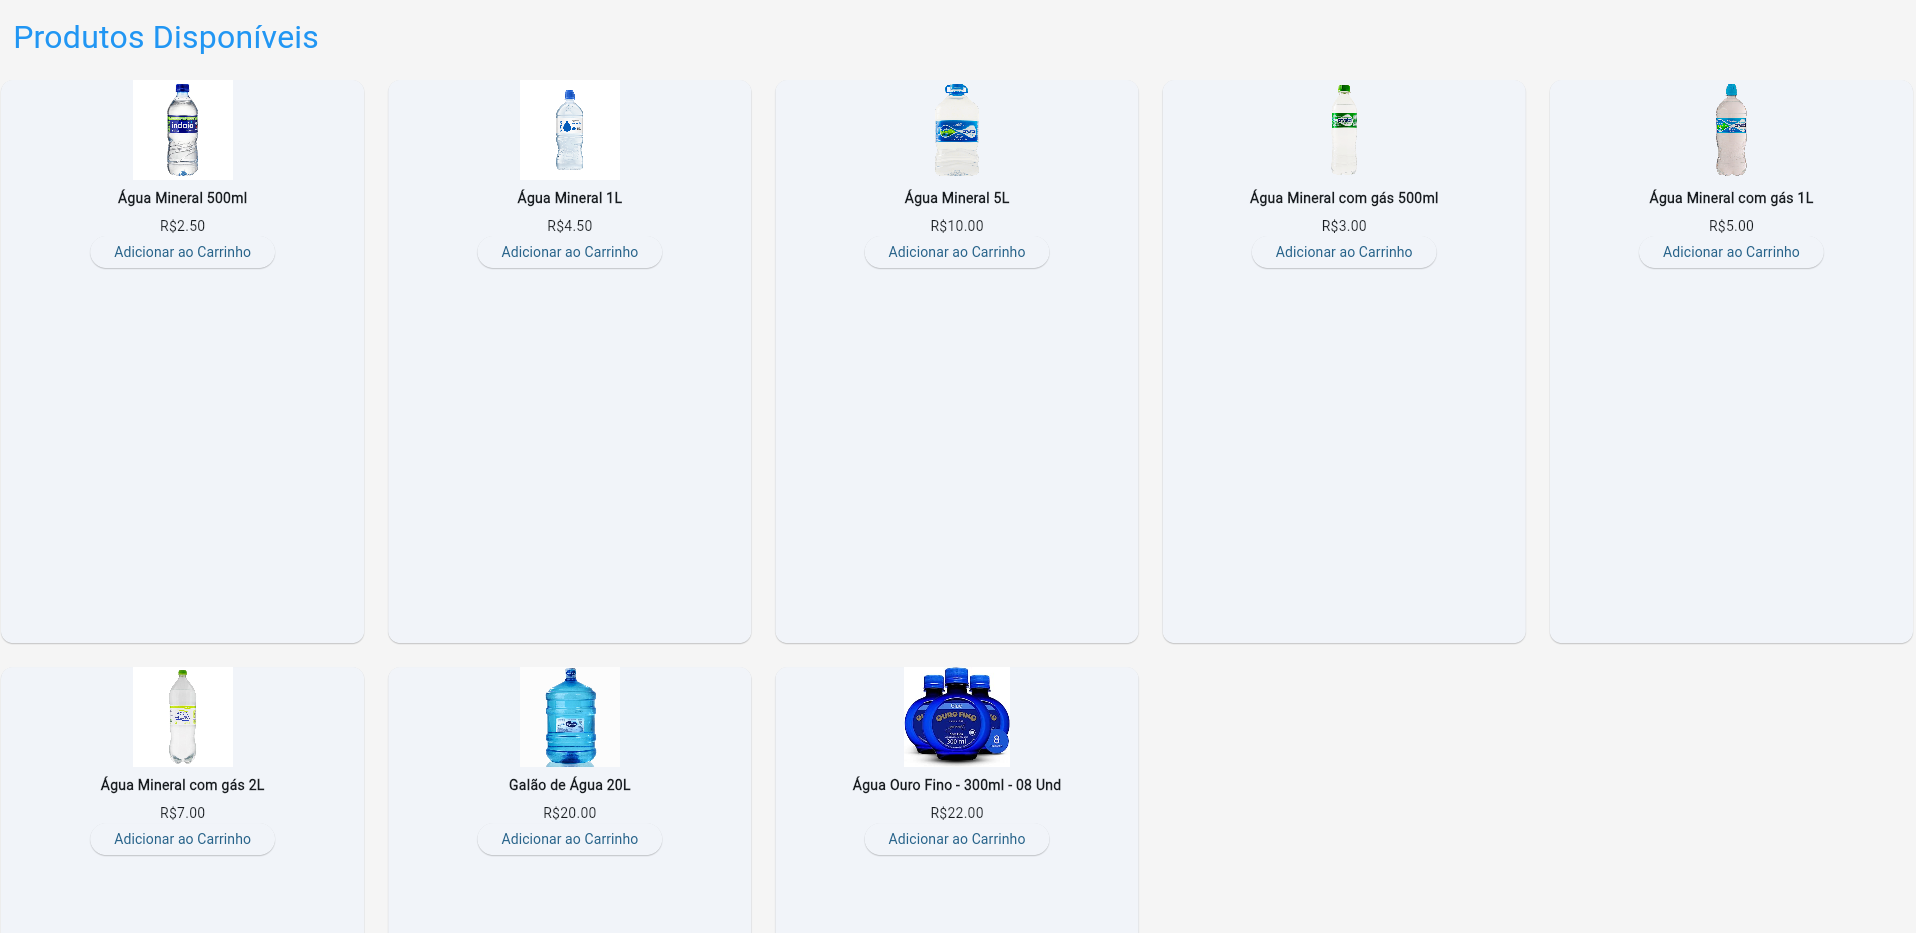 Produtos Disponíveis
indaiá
Água Mineral 500ml
R$2.50
Adicionar ao Carrinho
Água Mineral 1L
R$4.50
Adicionar ao Carrinho
Água Mineral 5L
R$10.00
Adicionar ao Carrinho
Água Mineral com gás 500ml
R$3.00
Adicionar ao Carrinho
Água Mineral com gás 1L
R$5.00
Adicionar ao Carrinho
Água Mineral com gás 2L
R$7.00
Adicionar ao Carrinho
Galão de Água 20L
R$20.00
Adicionar ao Carrinho
OURO FINO
300 ml
8
Água Ouro Fino - 300ml - 08 Und
R$22.00
Adicionar ao Carrinho